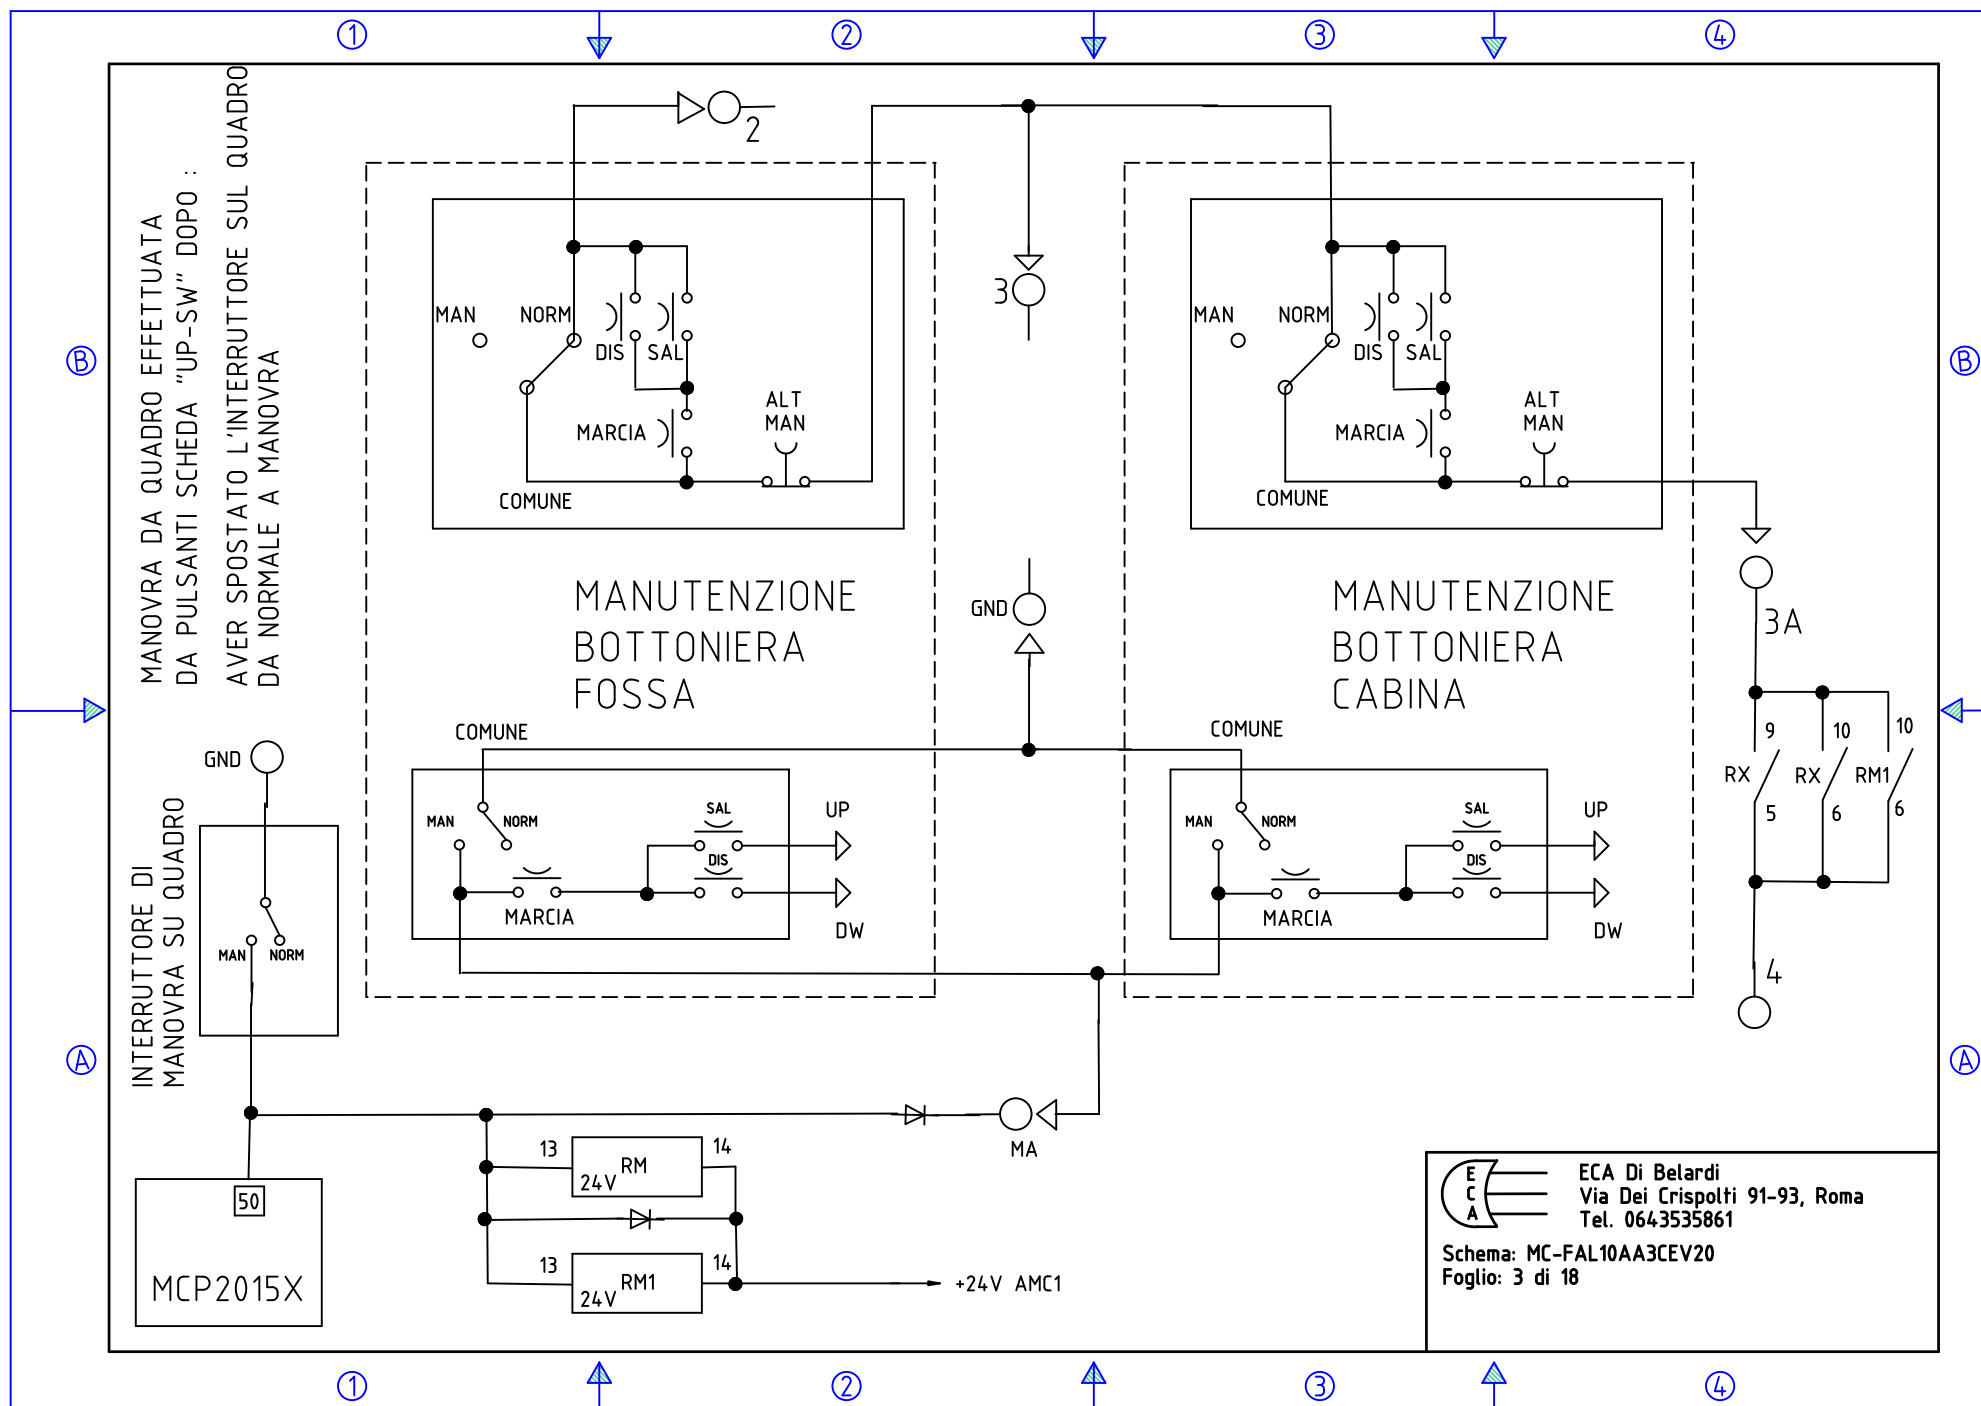 1
2
3
4
MANOVRA DA QUADRO EFFETTUATA
DA PULSANTI SCHEDA "UP-SW" DOPO :
AVER SPOSTATO L'INTERRUTTORE SUL QUADRO
DA NORMALE A MANOVRA
2
3
MAN
NORM
DIS
SAL
MARCIA
ALT
MAN
COMUNE
MANUTENZIONE
BOTTONIERA
FOSSA
MAN
NORM
DIS
SAL
MARCIA
ALT
MAN
COMUNE
MANUTENZIONE
BOTTONIERA
CABINA
B
B
GND
3A
9
10
10
RX
RX
RM1
5
6
6
4
COMUNE
MAN
NORM
SAL
DIS
MARCIA
UP
DW
COMUNE
MAN
NORM
SAL
DIS
MARCIA
UP
DW
GND
INTERRUTTORE DI
MANOVRA SU QUADRO
MAN
NORM
A
A
MA
13
RM
14
24V
13
RM1
14
24V
+24V AMC1
50
MCP2015X
E
C
A
ECA Di Belardi
Via Dei Crispolti 91-93, Roma
Tel. 0643535861
Schema: MC-FAL10AA3CEV20
Foglio: 3 di 18
1
2
3
4